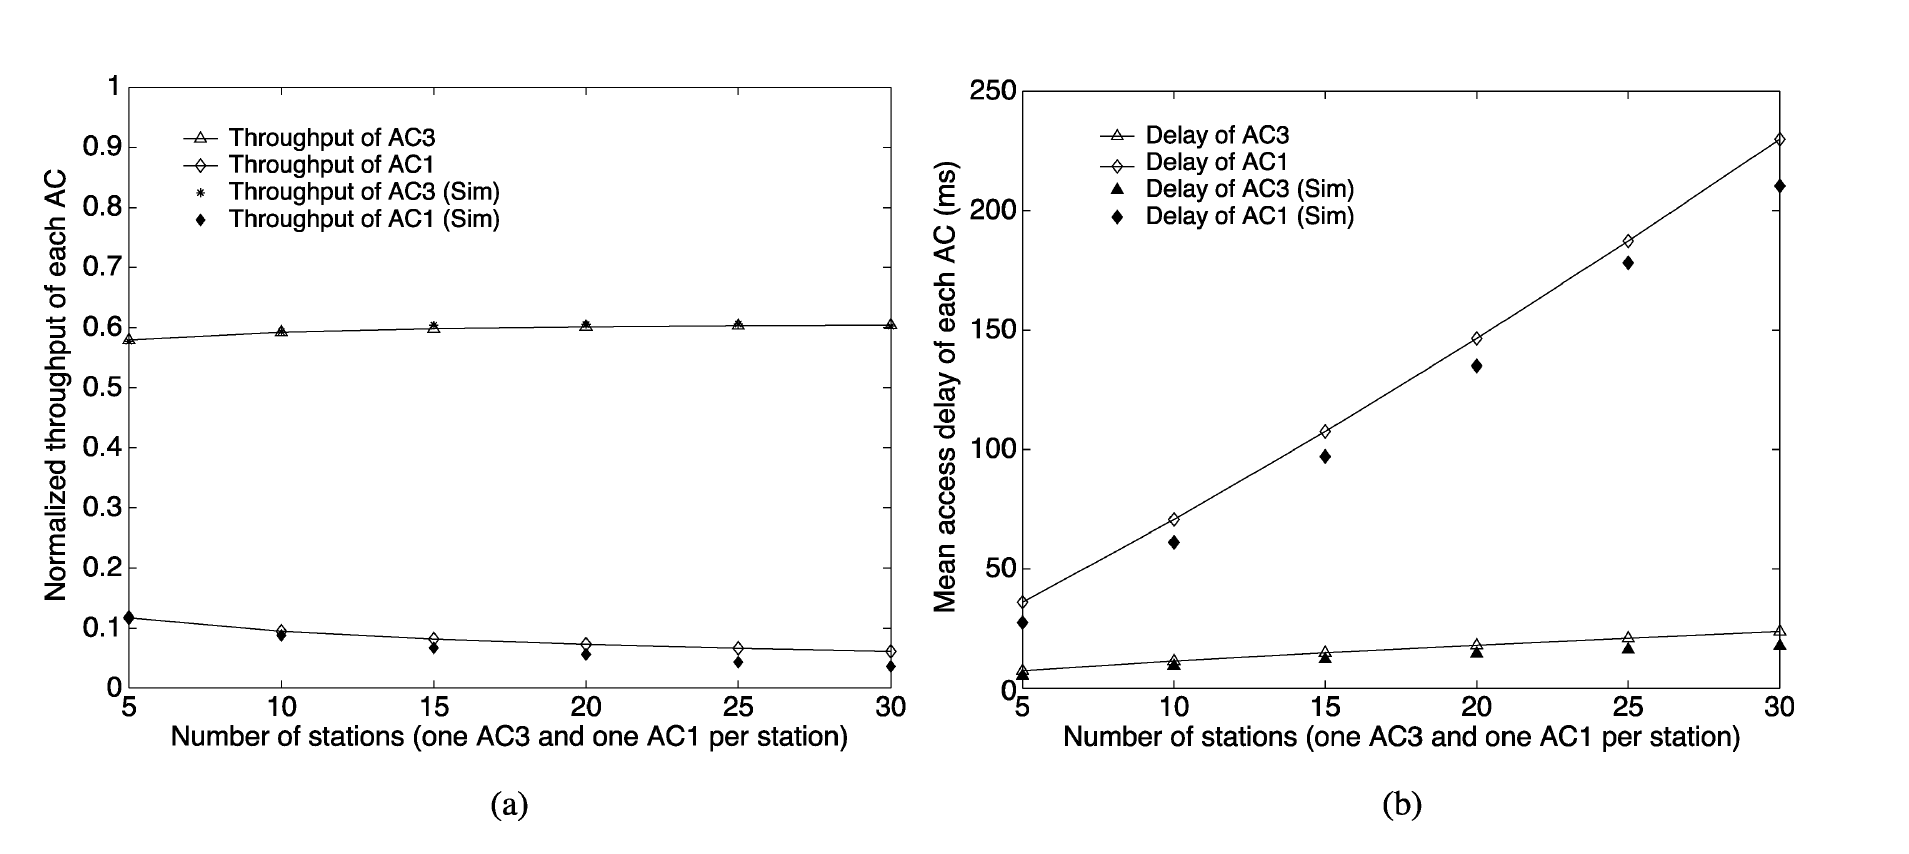 Normalized throughput of each AC
1
0.9
0.8
0.7
0.6
0.5
0.4
0.3
0.2
0.1
0
Throughput of AC3
Throughput of AC1
Throughput of AC3 (Sim)
Throughput of AC1 (Sim)
5 10 15 20 25 30
Number of stations (one AC3 and one AC1 per station)
(a)
Mean access delay of each AC (ms)
250
200
150
100
50
0
Delay of AC3
Delay of AC1
Delay of AC3 (Sim)
Delay of AC1 (Sim)
5 10 15 20 25 30
Number of stations (one AC3 and one AC1 per station)
(b)